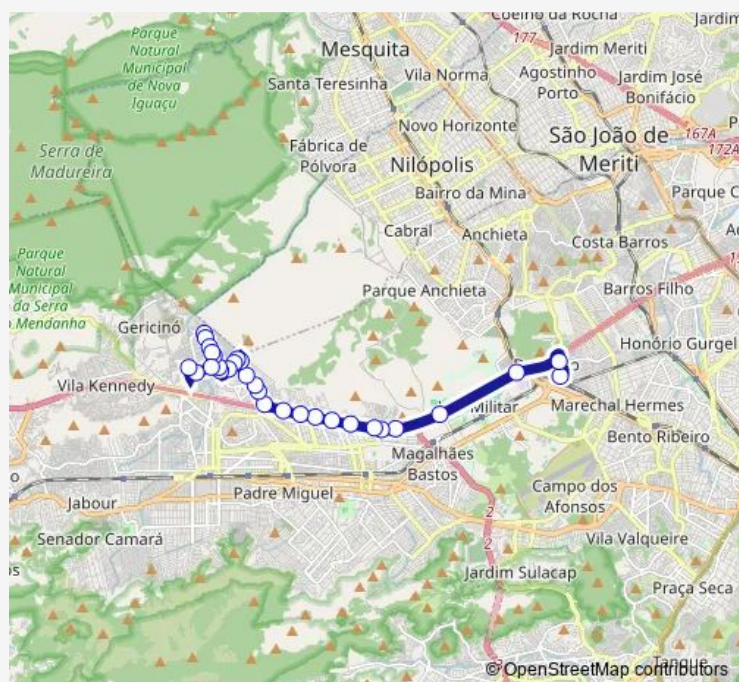 Coelho da Rocha
Jardim
Parque
Natural
Municipal
de Nova
Iguaçu
Mesquita
177
Jardim Meriti
Santa Teresinha
Vila Norma
Agostinho
Porto
Jardim José
Bonifácio
Novo Horizonte
167A
172A
Fábrica de
Pólvora
São João de
Meriti
Serra de
Madureira
Nilópolis
Bairro da Mina
Parque C
Cabral
Anchieta
Costa Barros
Parque
Natural
Municipal
da Serra
Mendanha
Parque Anchieta
Barros Filho
Gericinó
Honório Gurgel
Vila Kennedy
Militar
Marechal Hermes
Bento Ribeiro
Magalhães
Bastos
Jabour
Padre Miguel
2
Campo dos
Afonsos
Senador Camará
2
Vila Valqueire
Jardim Sulacap
Praça Seca
Tanque
© OpenStreetMap contributors